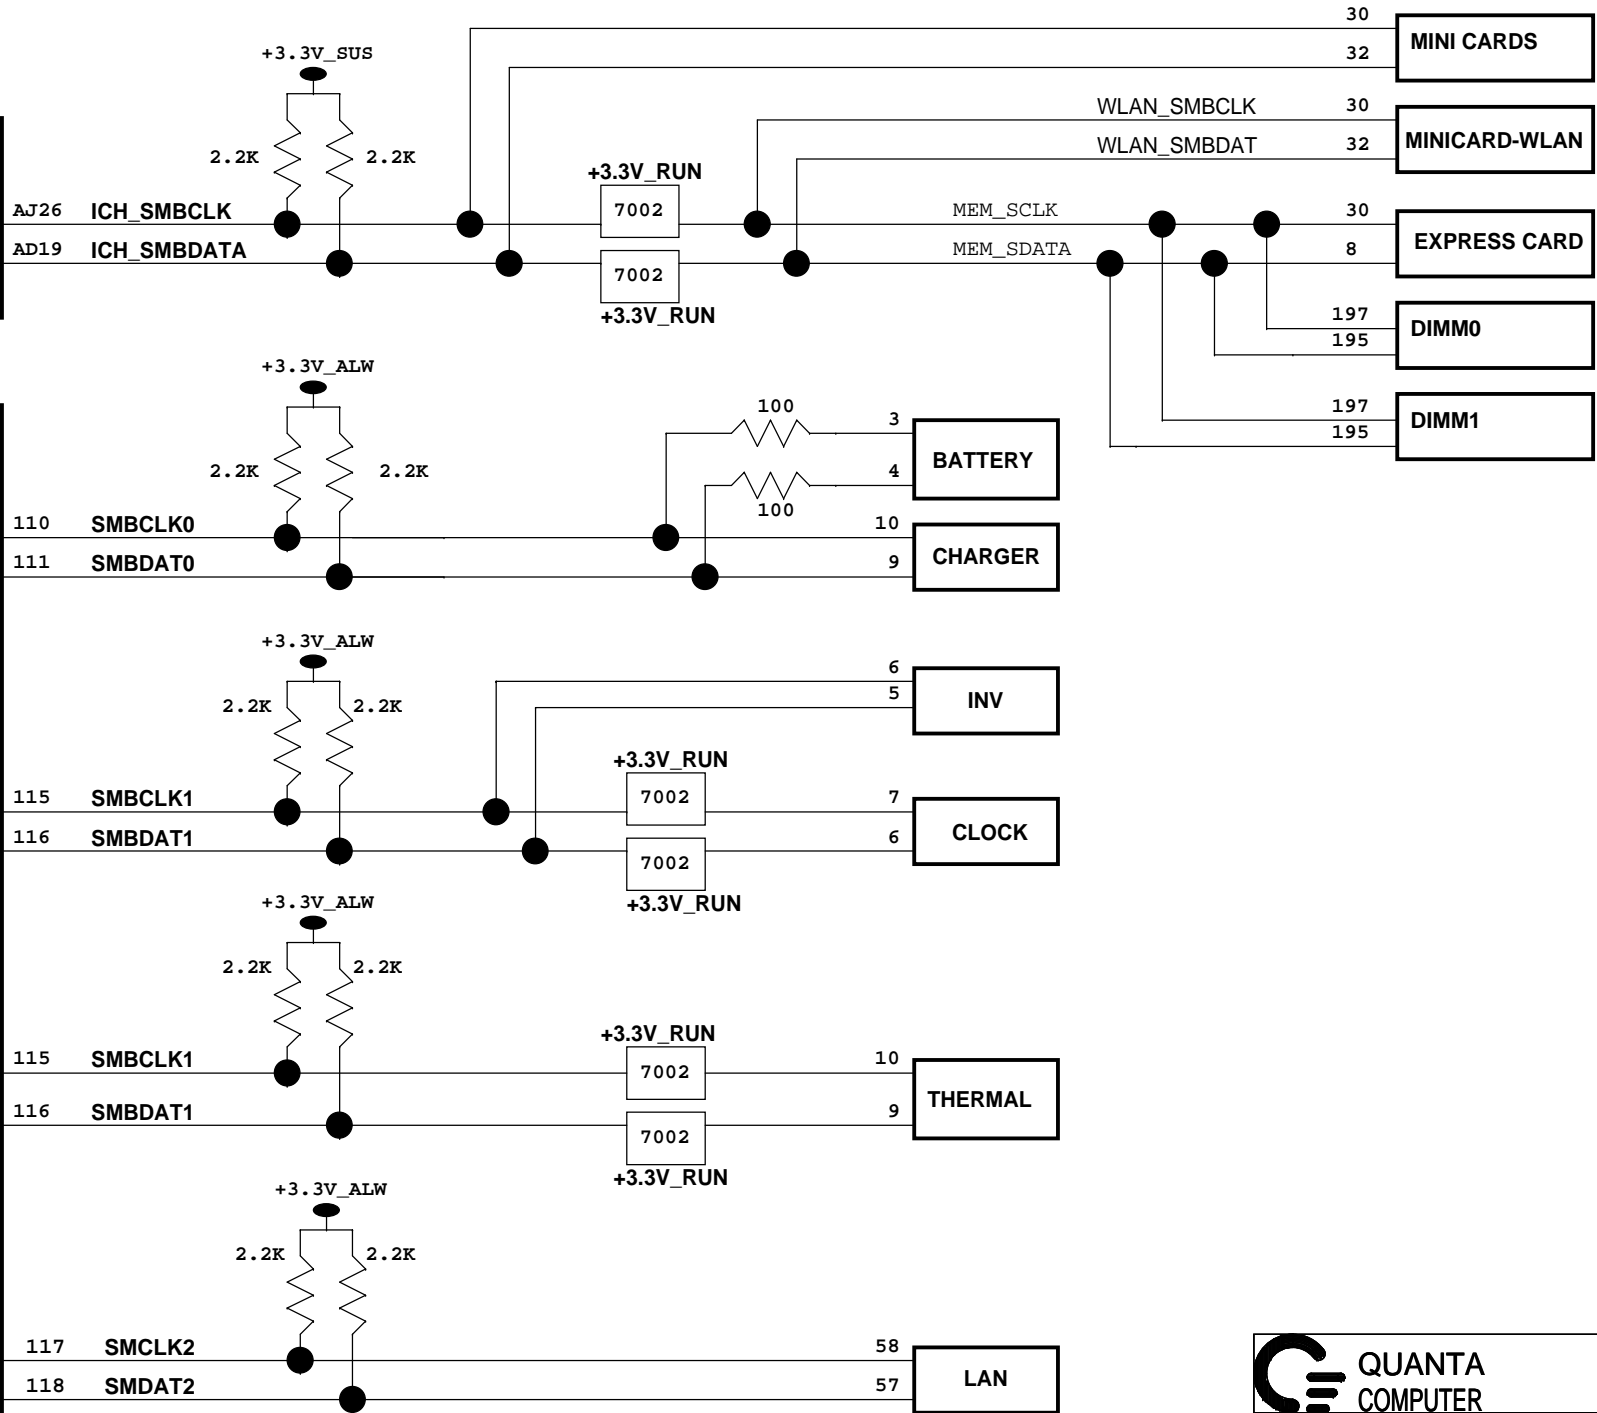 30
MINI CARDS
+3.3V_SUS
32
WLAN_SMBCLK 30
MINICARD-WLAN
WLAN_SMBDAT 32
2.2K 2.2K
+3.3V_RUN
AJ26 ICH_SMBCLK 7002 MEM_SCLK 30
EXPRESS CARD
AD19 ICH_SMBDATA MEM_SDATA 8
7002
+3.3V_RUN
197
DIMM0
195
+3.3V_ALW
100 3 197
DIMM1
195
BATTERY
2.2K 2.2K 4
100
110 SMBCLK0 10
CHARGER
111 SMBDAT0 9
+3.3V_ALW
6
5
INV
2.2K 2.2K
+3.3V_RUN
115 SMBCLK1 7002 7
CLOCK
116 SMBDAT1 6
7002
+3.3V_ALW +3.3V_RUN
2.2K 2.2K
+3.3V_RUN
115 SMBCLK1 10
7002
THERMAL
116 SMBDAT1 9
7002
+3.3V_RUN
+3.3V_ALW
2.2K 2.2K
117 SMCLK2 58
LAN
118 SMDAT2 57
QUANTA
COMPUTER